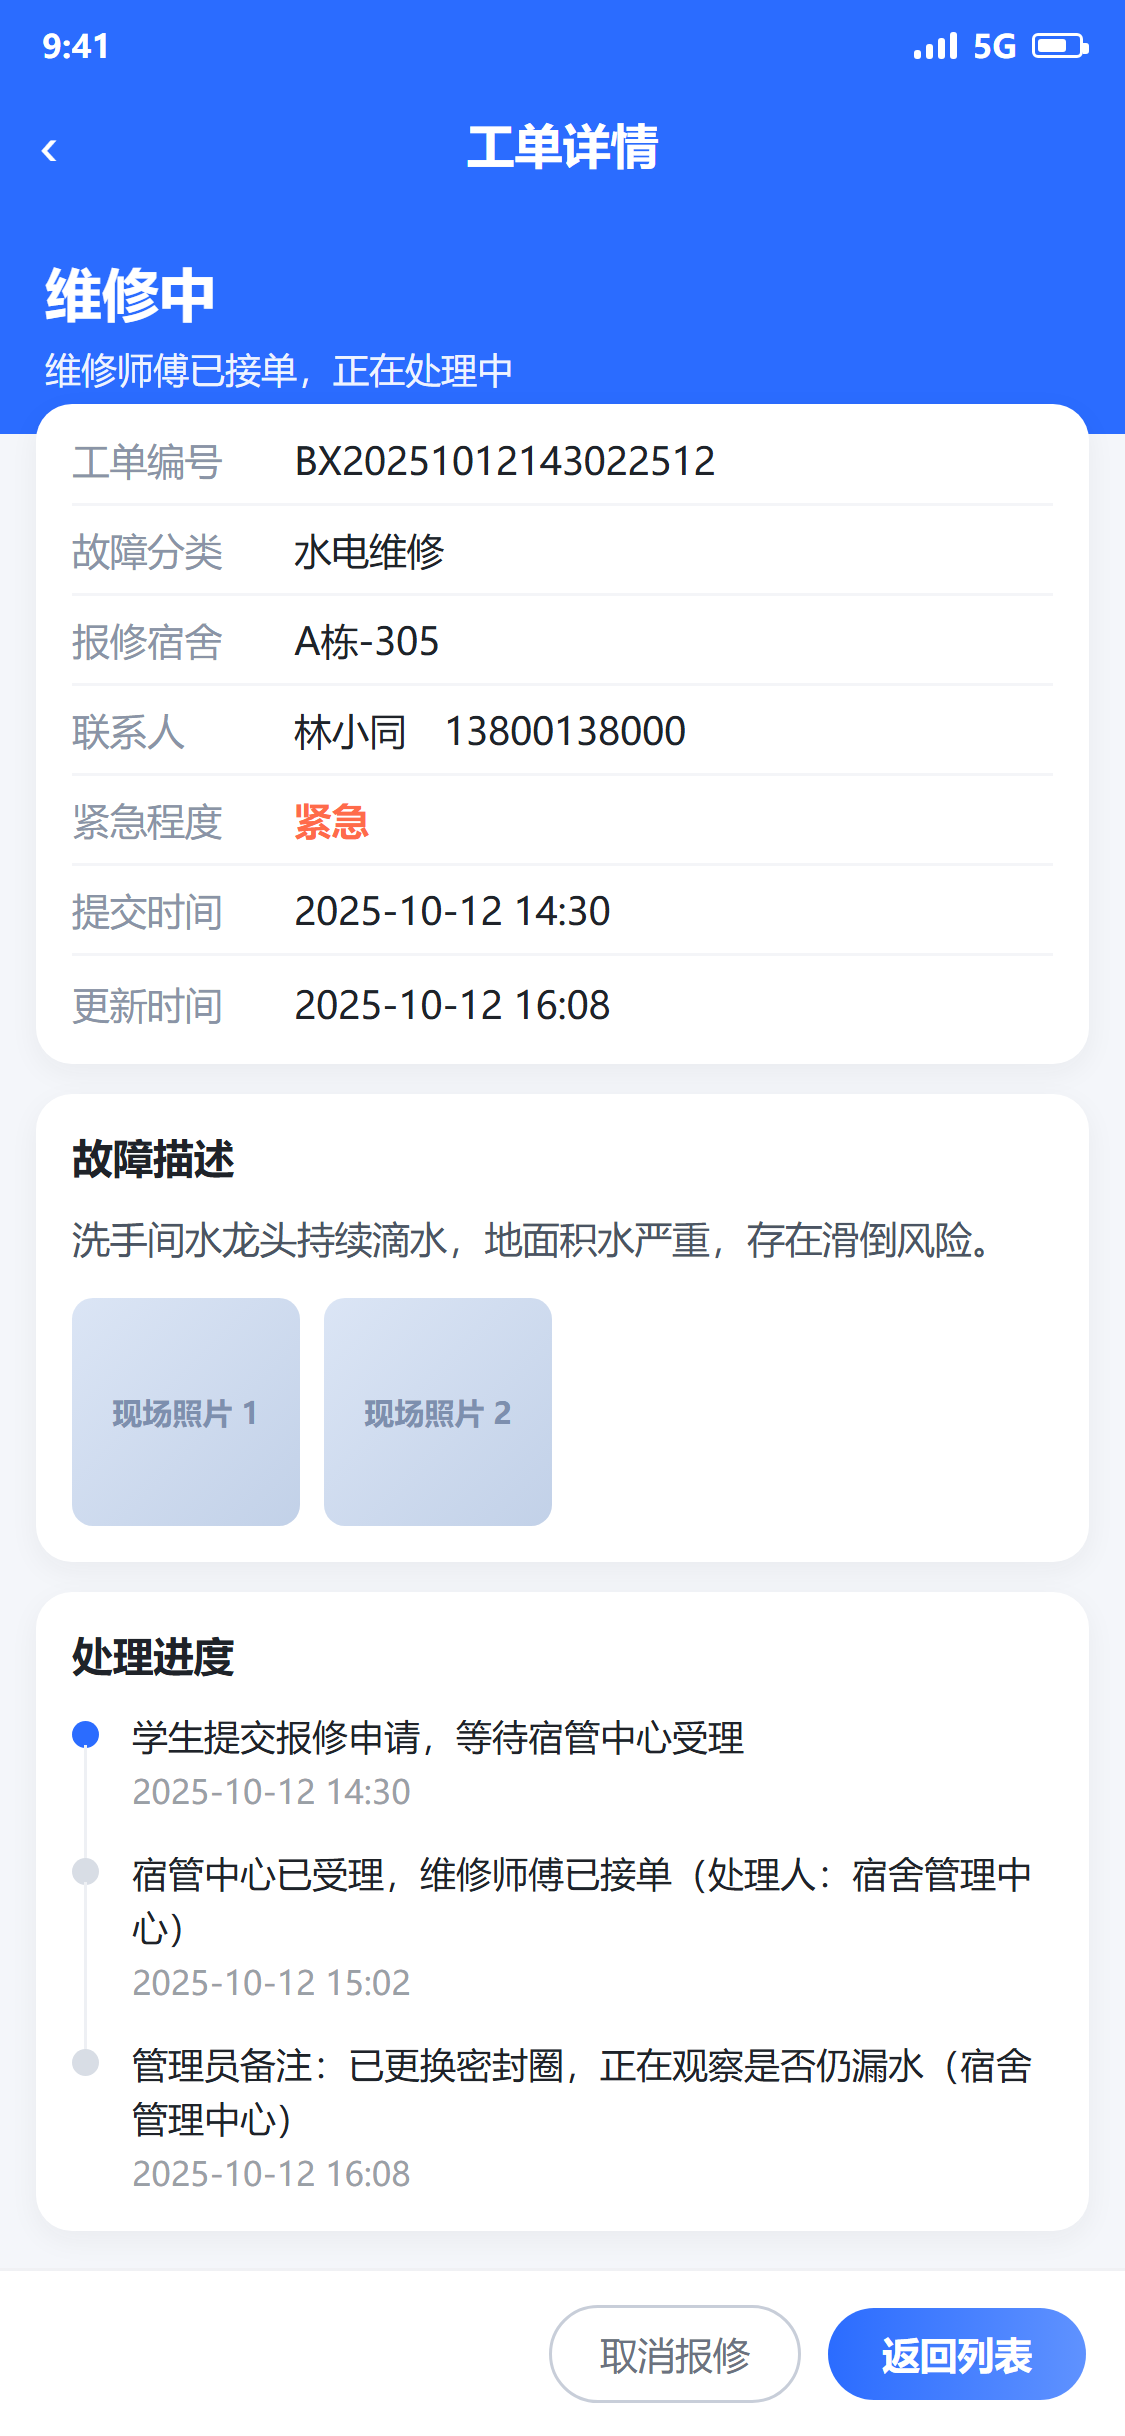 9:41
5G
‹
工单详情
维修中
维修师傅已接单，正在处理中
工单编号 BX20251012143022512
故障分类 水电维修
报修宿舍 A栋-305
联系人 林小同 13800138000
紧急程度 紧急
提交时间 2025-10-12 14:30
更新时间 2025-10-12 16:08
故障描述
洗手间水龙头持续滴水，地面积水严重，存在滑倒风险。
现场照片 1
现场照片 2
处理进度
学生提交报修申请，等待宿管中心受理
2025-10-12 14:30
宿管中心已受理，维修师傅已接单（处理人：宿舍管理中
心）
2025-10-12 15:02
管理员备注：已更换密封圈，正在观察是否仍漏水（宿舍
管理中心）
2025-10-12 16:08
取消报修
返回列表